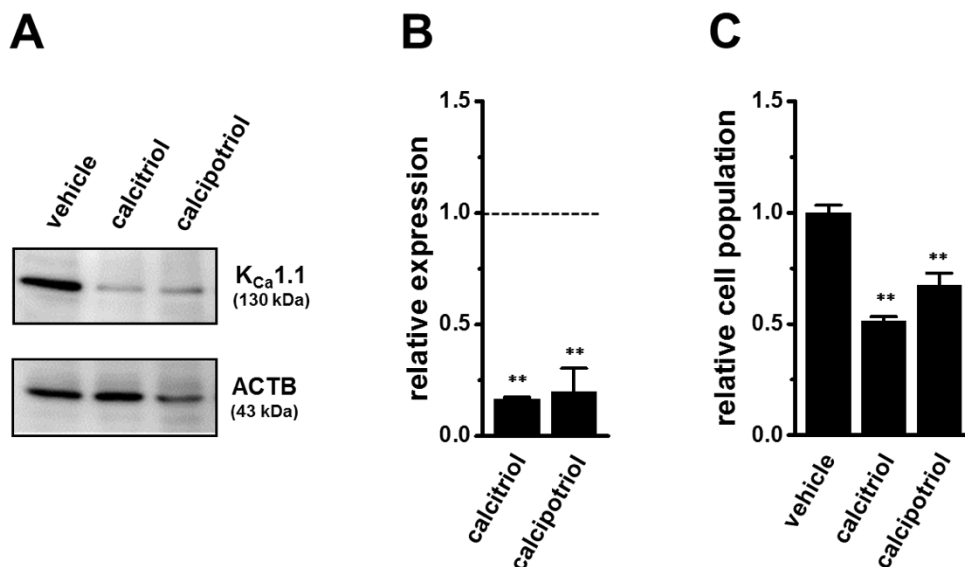 A
vehicle
calcitriol
calcipotriol
KCa1.1
(130 kDa)
ACTB
(43 kDa)
B
relative expression
1.5
1.0
0.5
0.0
**
**
calcitriol
calcipotriol
C
relative cell population
1.5
1.0
0.5
0.0
**
**
vehicle
calcitriol
calcipotriol